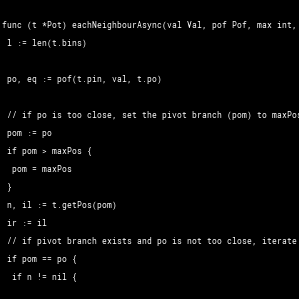 func (t *Pot) eachNeighbourAsync(val Val, pof Pof, max int,
l := len(t.bins)
po, eq := pof(t.pin, val, t.po)
// if po is too close, set the pivot branch (pom) to maxPos
pom := po
if pom > maxPos {
pom = maxPos
}
n, il := t.getPos(pom)
ir := il
// if pivot branch exists and po is not too close, iterate
if pom == po {
if n != nil {